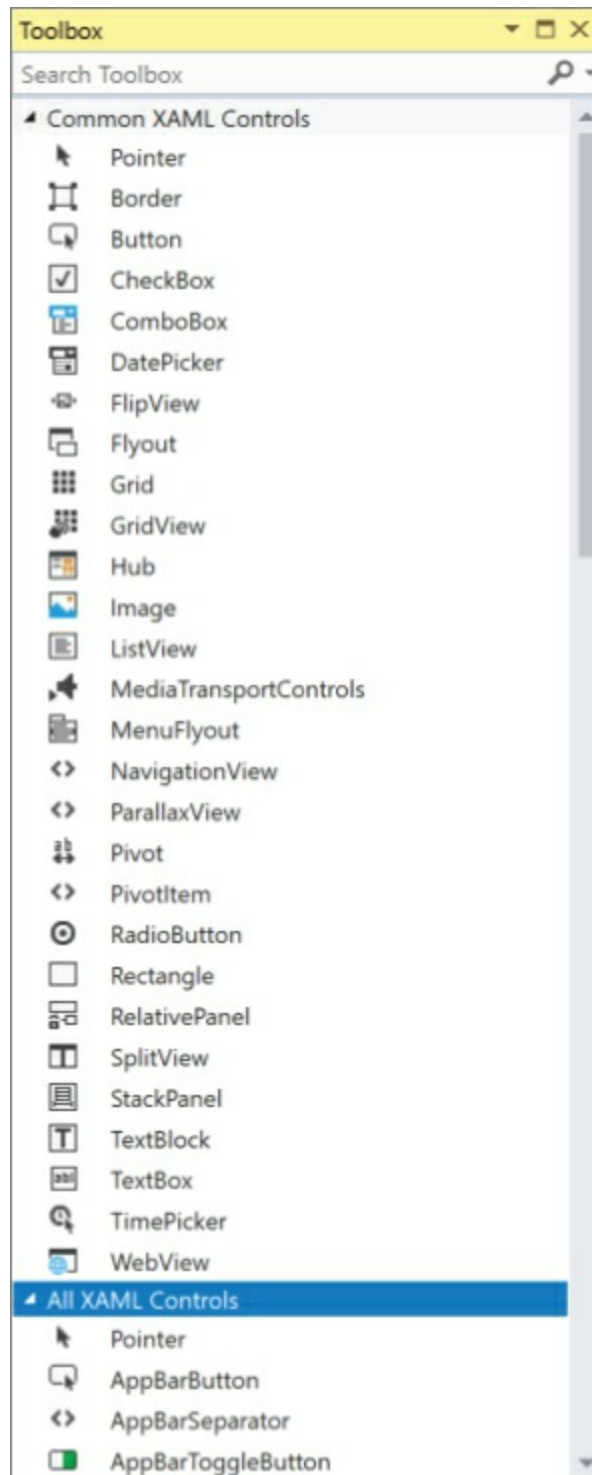 Toolbox
Search Toolbox
Common XAML Controls
Pointer
Border
Button
CheckBox
ComboBox
DatePicker
FlipView
Flyout
Grid
GridView
Hub
Image
ListView
MediaTransportControls
MenuFlyout
NavigationView
ParallaxView
Pivot
PivotItem
RadioButton
Rectangle
RelativePanel
SplitView
StackPanel
TextBlock
TextBox
TimePicker
WebView
All XAML Controls
Pointer
AppBarButton
AppBarSeparator
AppBarToggleButton